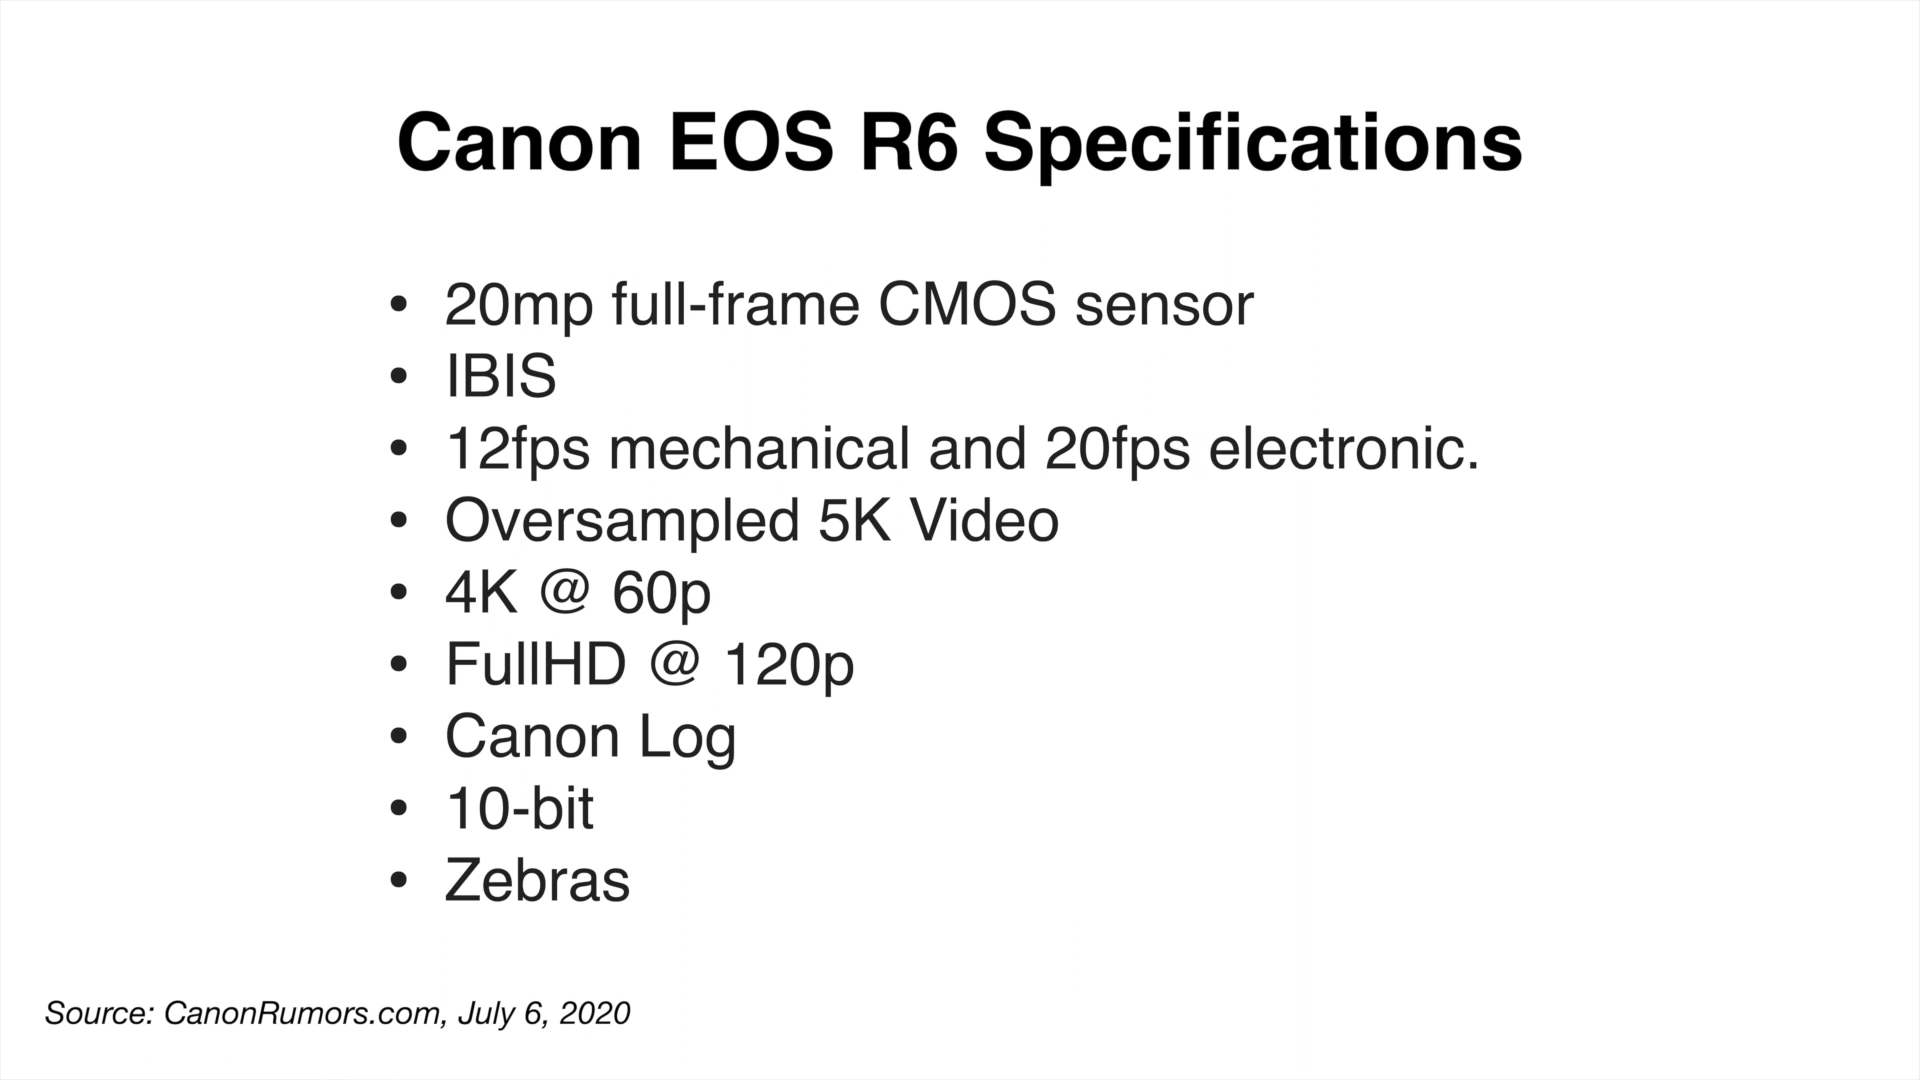 Canon EOS R6 Specifications
• 20mp full-frame CMOS sensor
• IBIS
• 12fps mechanical and 20fps electronic.
• Oversampled 5K Video
• 4K @ 60p
• FullHD @ 120p
• Canon Log
• 10-bit
• Zebras
Source: CanonRumors.com, July 6, 2020